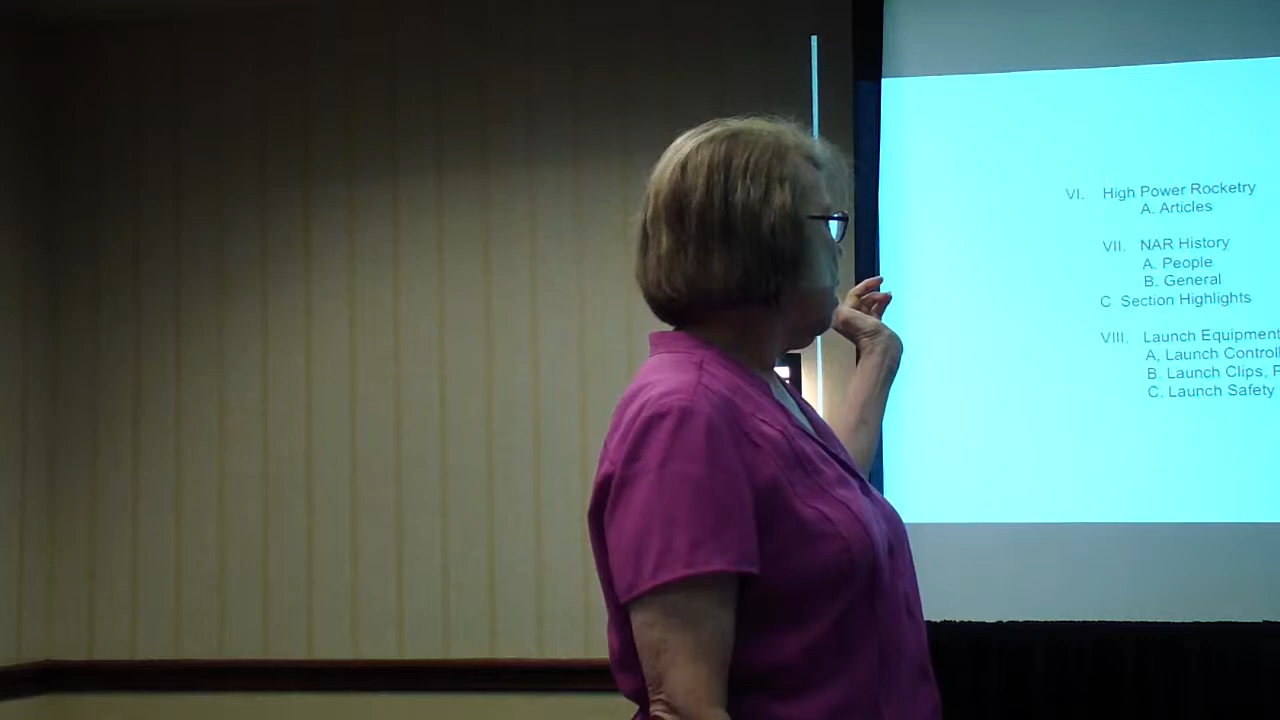 VI. High Power Rocketry
A. Articles
VII. NAR History
A. People
B. General
C Section Highlights
VIII. Launch Equipment
A, Launch Controll
B. Launch Clips, P
C. Launch Safety